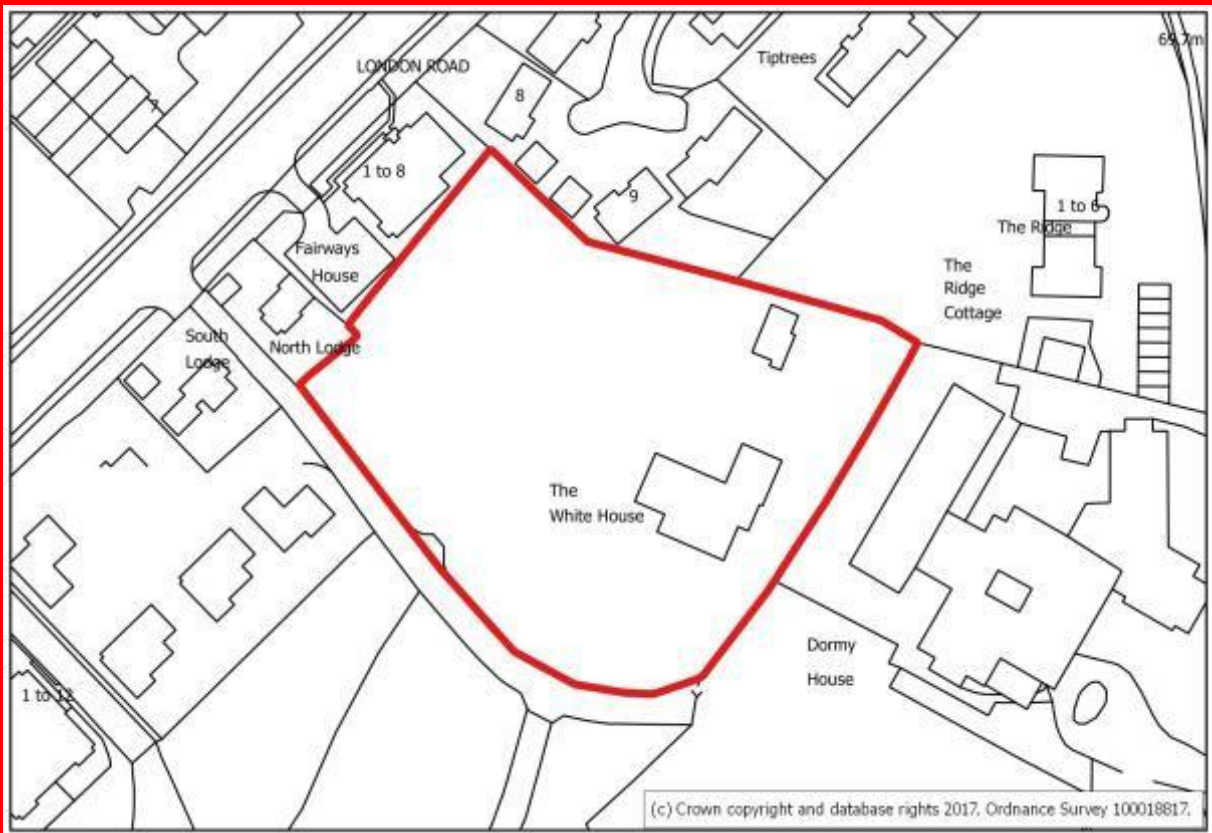 69.7m
Tiptrees
LONDON ROAD
8
7
1 to 8
9
1 to 6
The Ridge
Fairways
House
The
Ridge
Cottage
South
Lodge
North Lodge
The
White House
Dormy
House
1 to 12
(c) Crown copyright and database rights 2017. Ordnance Survey 100018817.